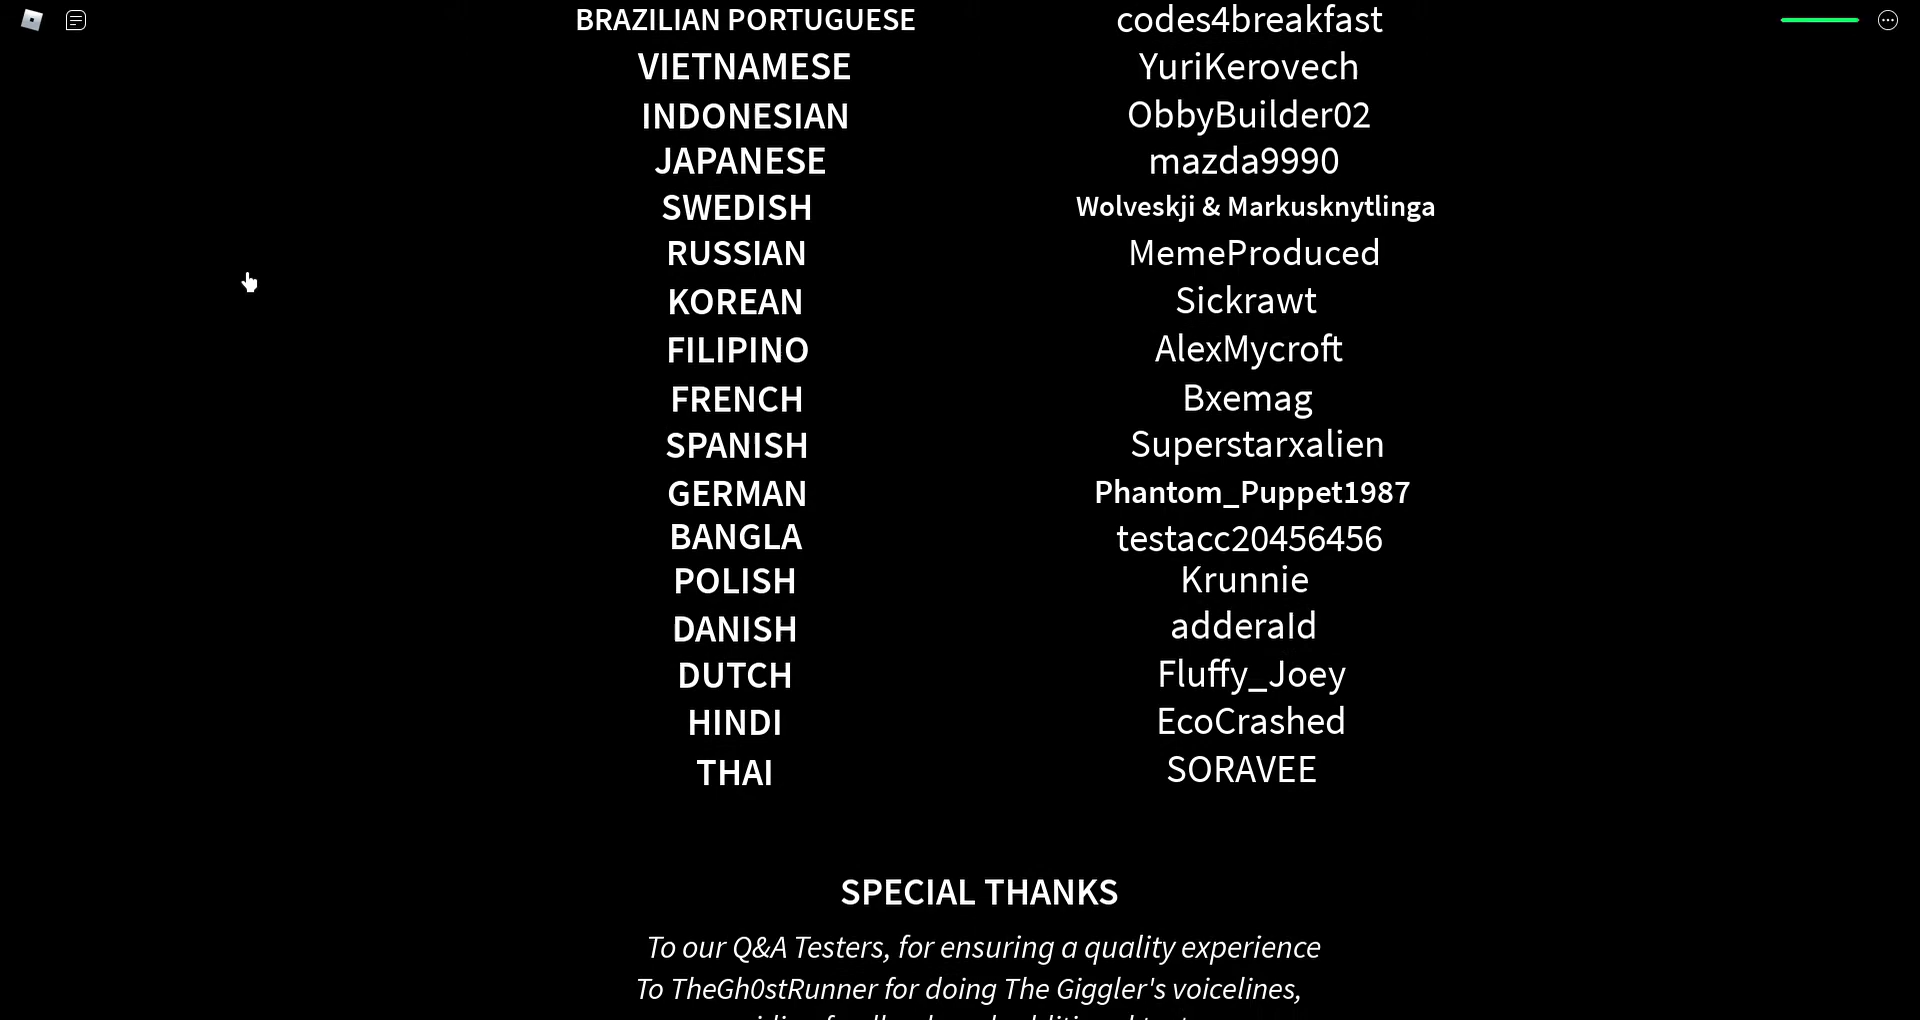 BRAZILIAN PORTUGUESE codes4breakfast
VIETNAMESE YuriKerovech
INDONESIAN ObbyBuilder02
JAPANESE mazda9990
SWEDISH Wolveskji & Markusknytlinga
RUSSIAN MemeProduced
KOREAN Sickrawt
FILIPINO AlexMycroft
FRENCH Bxemag
SPANISH Superstarxalien
GERMAN Phantom_Puppet1987
BANGLA testacc20456456
POLISH Krunnie
DANISH adderaId
DUTCH Fluffy_Joey
HINDI EcoCrashed
THAI SORAVEE
SPECIAL THANKS
To our Q&A Testers, for ensuring a quality experience
To TheGh0stRunner for doing The Giggler's voicelines,